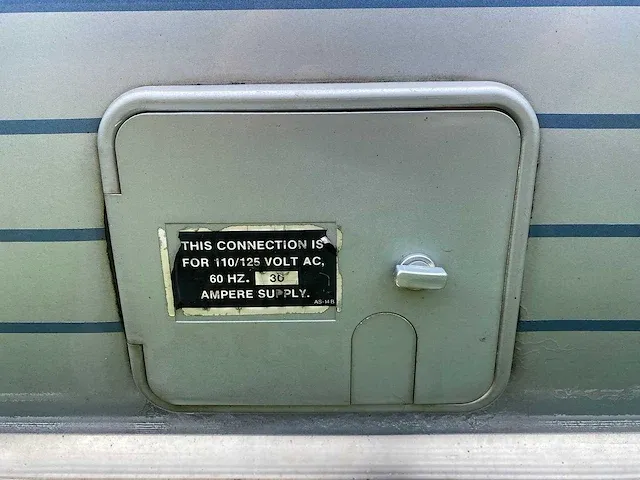 THIS CONNECTION IS
FOR 110/125 VOLT AC,
60 HZ. 30
AMPERE SUPPLY.